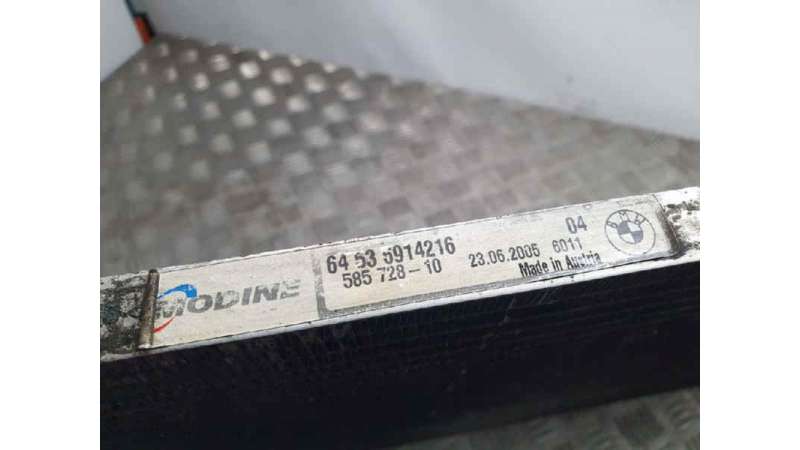 MODINE
64 53 6914216
585 728-10
23.06.2005 6011
04
Made in Austria
BMW